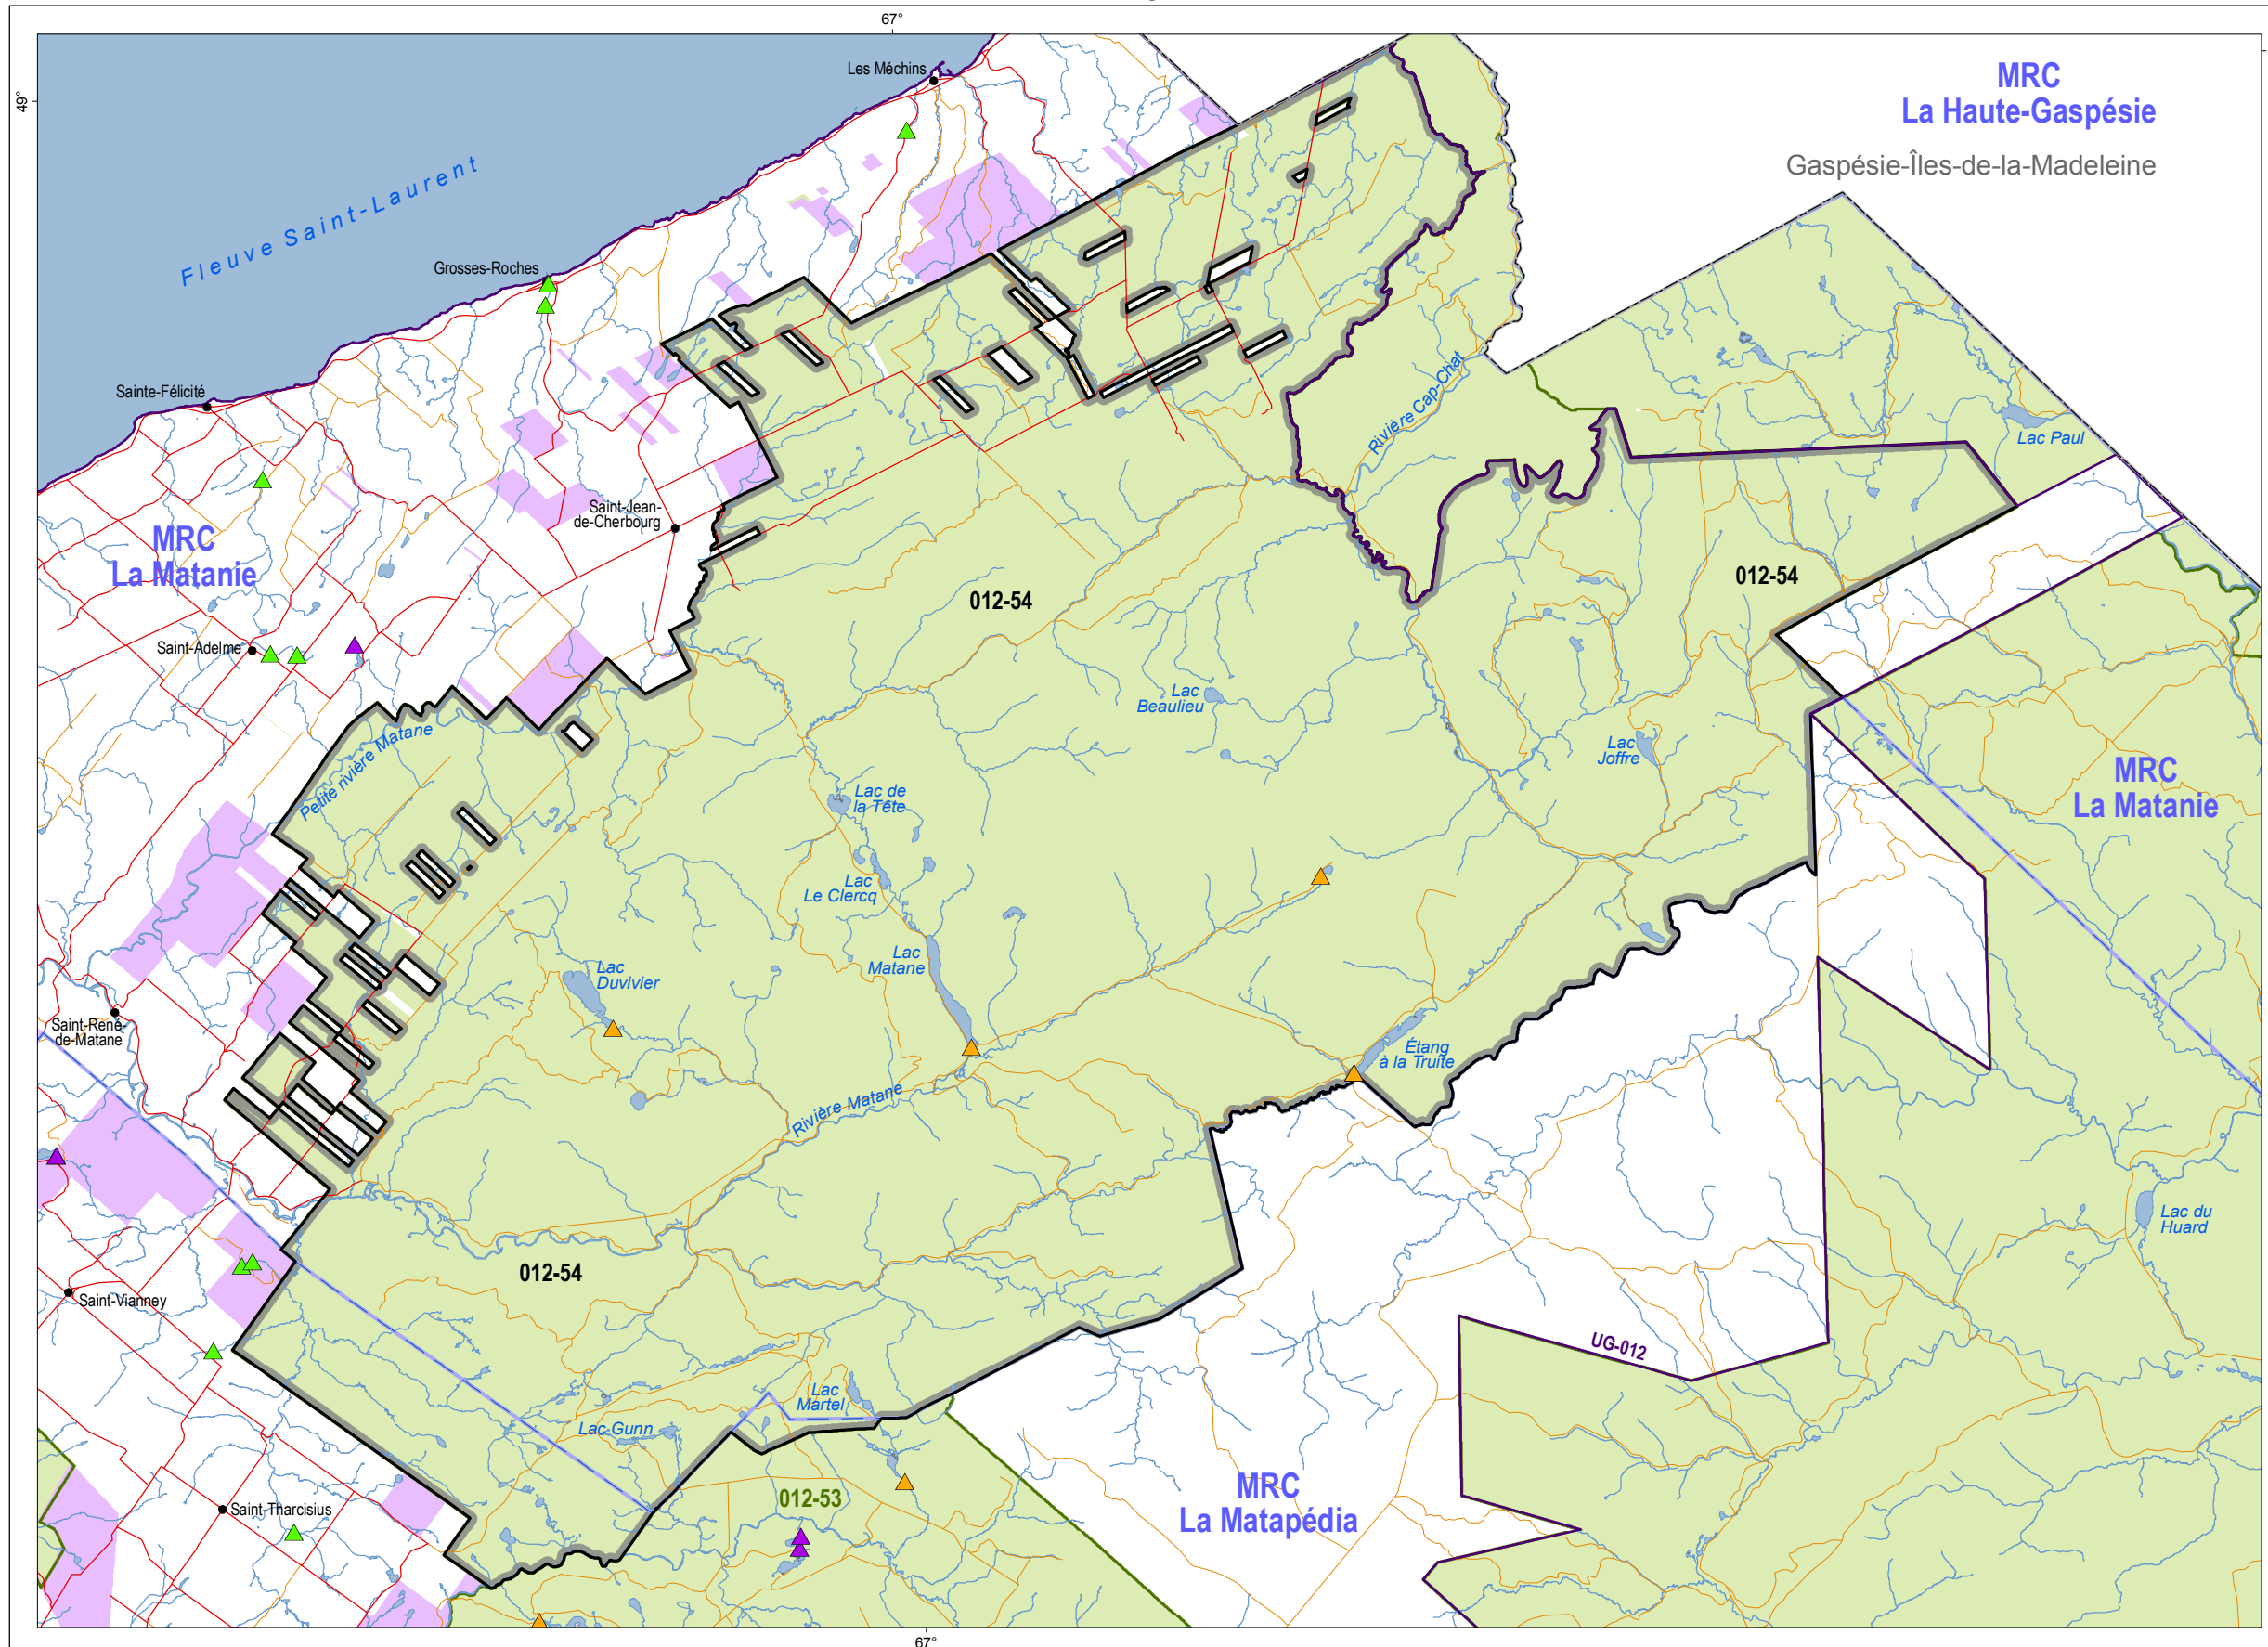 67°
49°
Les Méchins
MRC
La Haute-Gaspésie
Gaspésie-Îles-de-la-Madeleine
Fleuve Saint-Laurent
Grosses-Roches
Sainte-Félicité
Rivière Cap-Chat
Lac Paul
Saint-Jean-
de-Cherbourg
MRC
La Matanie
012-54
012-54
Saint-Adelme
Lac
Beaulieu
Petite rivière Matane
Lac
Joffre
MRC
La Matanie
Lac de
la Tête
Lac
Le Clercq
Lac
Matane
Lac
Duvivier
Saint-René-
de-Matane
Étang
à la Truite
Rivière Matane
Lac du
Huard
012-54
Saint-Vianney
UG-012
Lac
Martel
Lac Gunn
012-53
MRC
La Matapédia
Saint-Tharcisius
67°